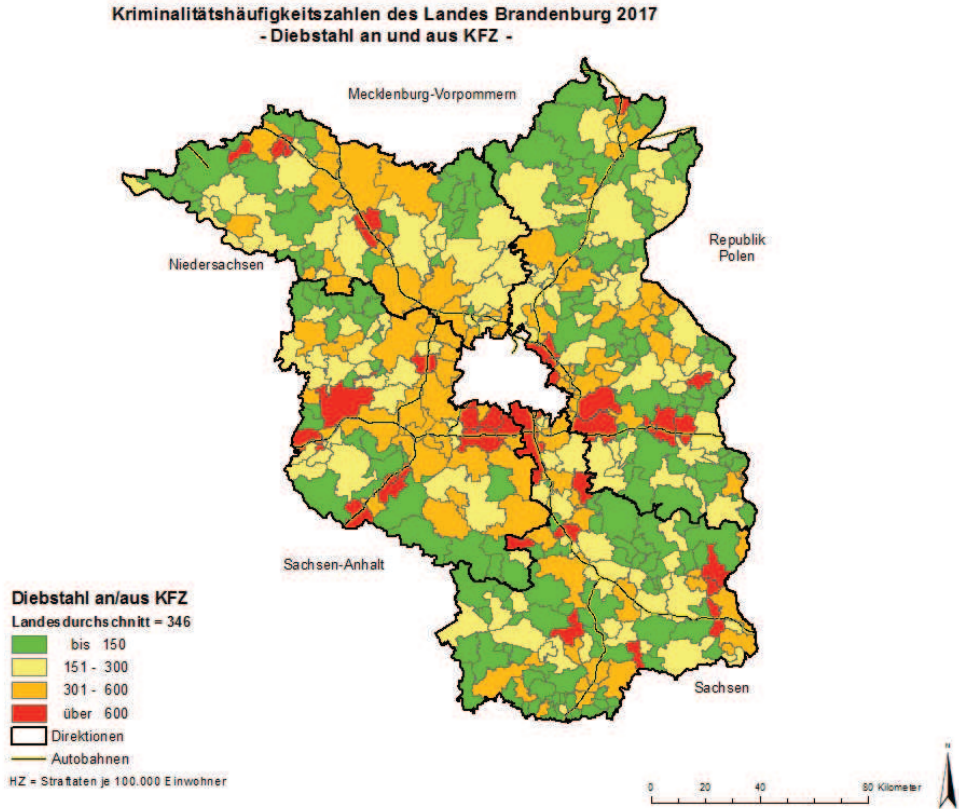 Kriminalitätshäufigkeitszahlen des Landes Brandenburg 2017
- Diebstahl an und aus KFZ -
Mecklenburg-Vorpommern
Republik
Polen
Niedersachsen
Sachsen-Anhalt
Sachsen
Diebstahl an/aus KFZ
Landesdurchschnitt = 346
bis 150
151 - 300
301 - 600
über 600
Direktionen
Autobahnen
HZ = Straftaten je 100.000 Einwohner
N
0 20 40 80 Kilometer